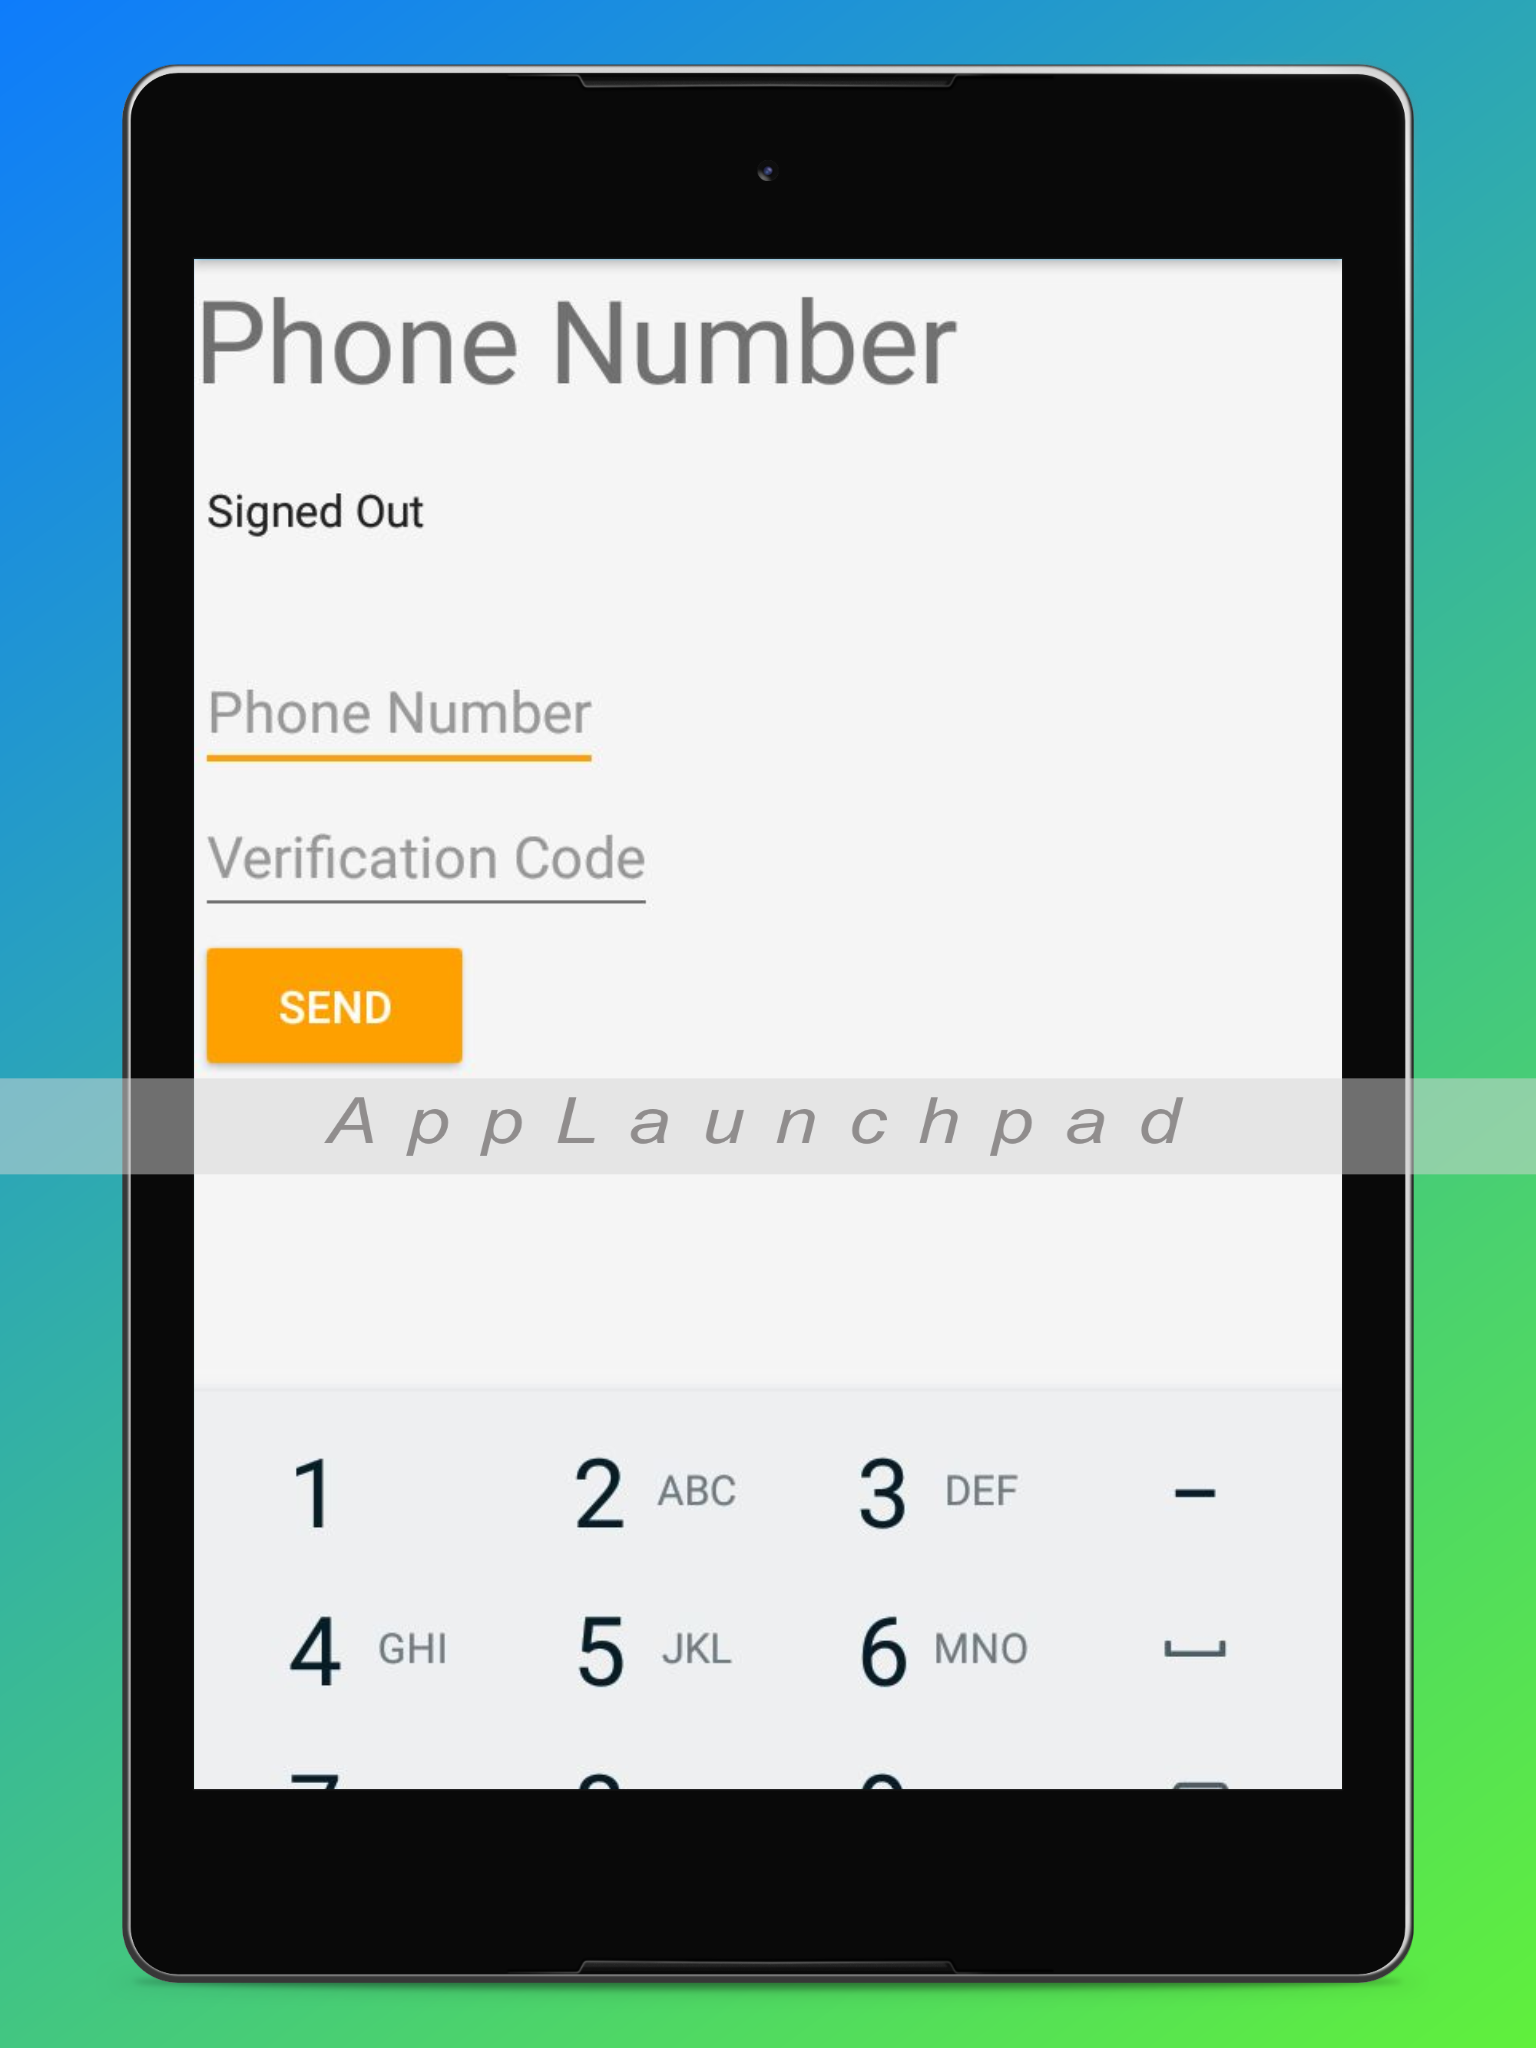 Phone Number
Signed Out
Phone Number
Verification Code
SEND
AppLaunchpad
1 2 ABC 3 DEF –
4 GHI 5 JKL 6 MNO